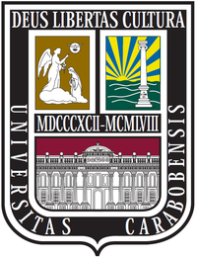 DEUS LIBERTAS CULTURA
MDCCCXCII-MCMLVIII
UNIVERSITAS CARABOBENSIS